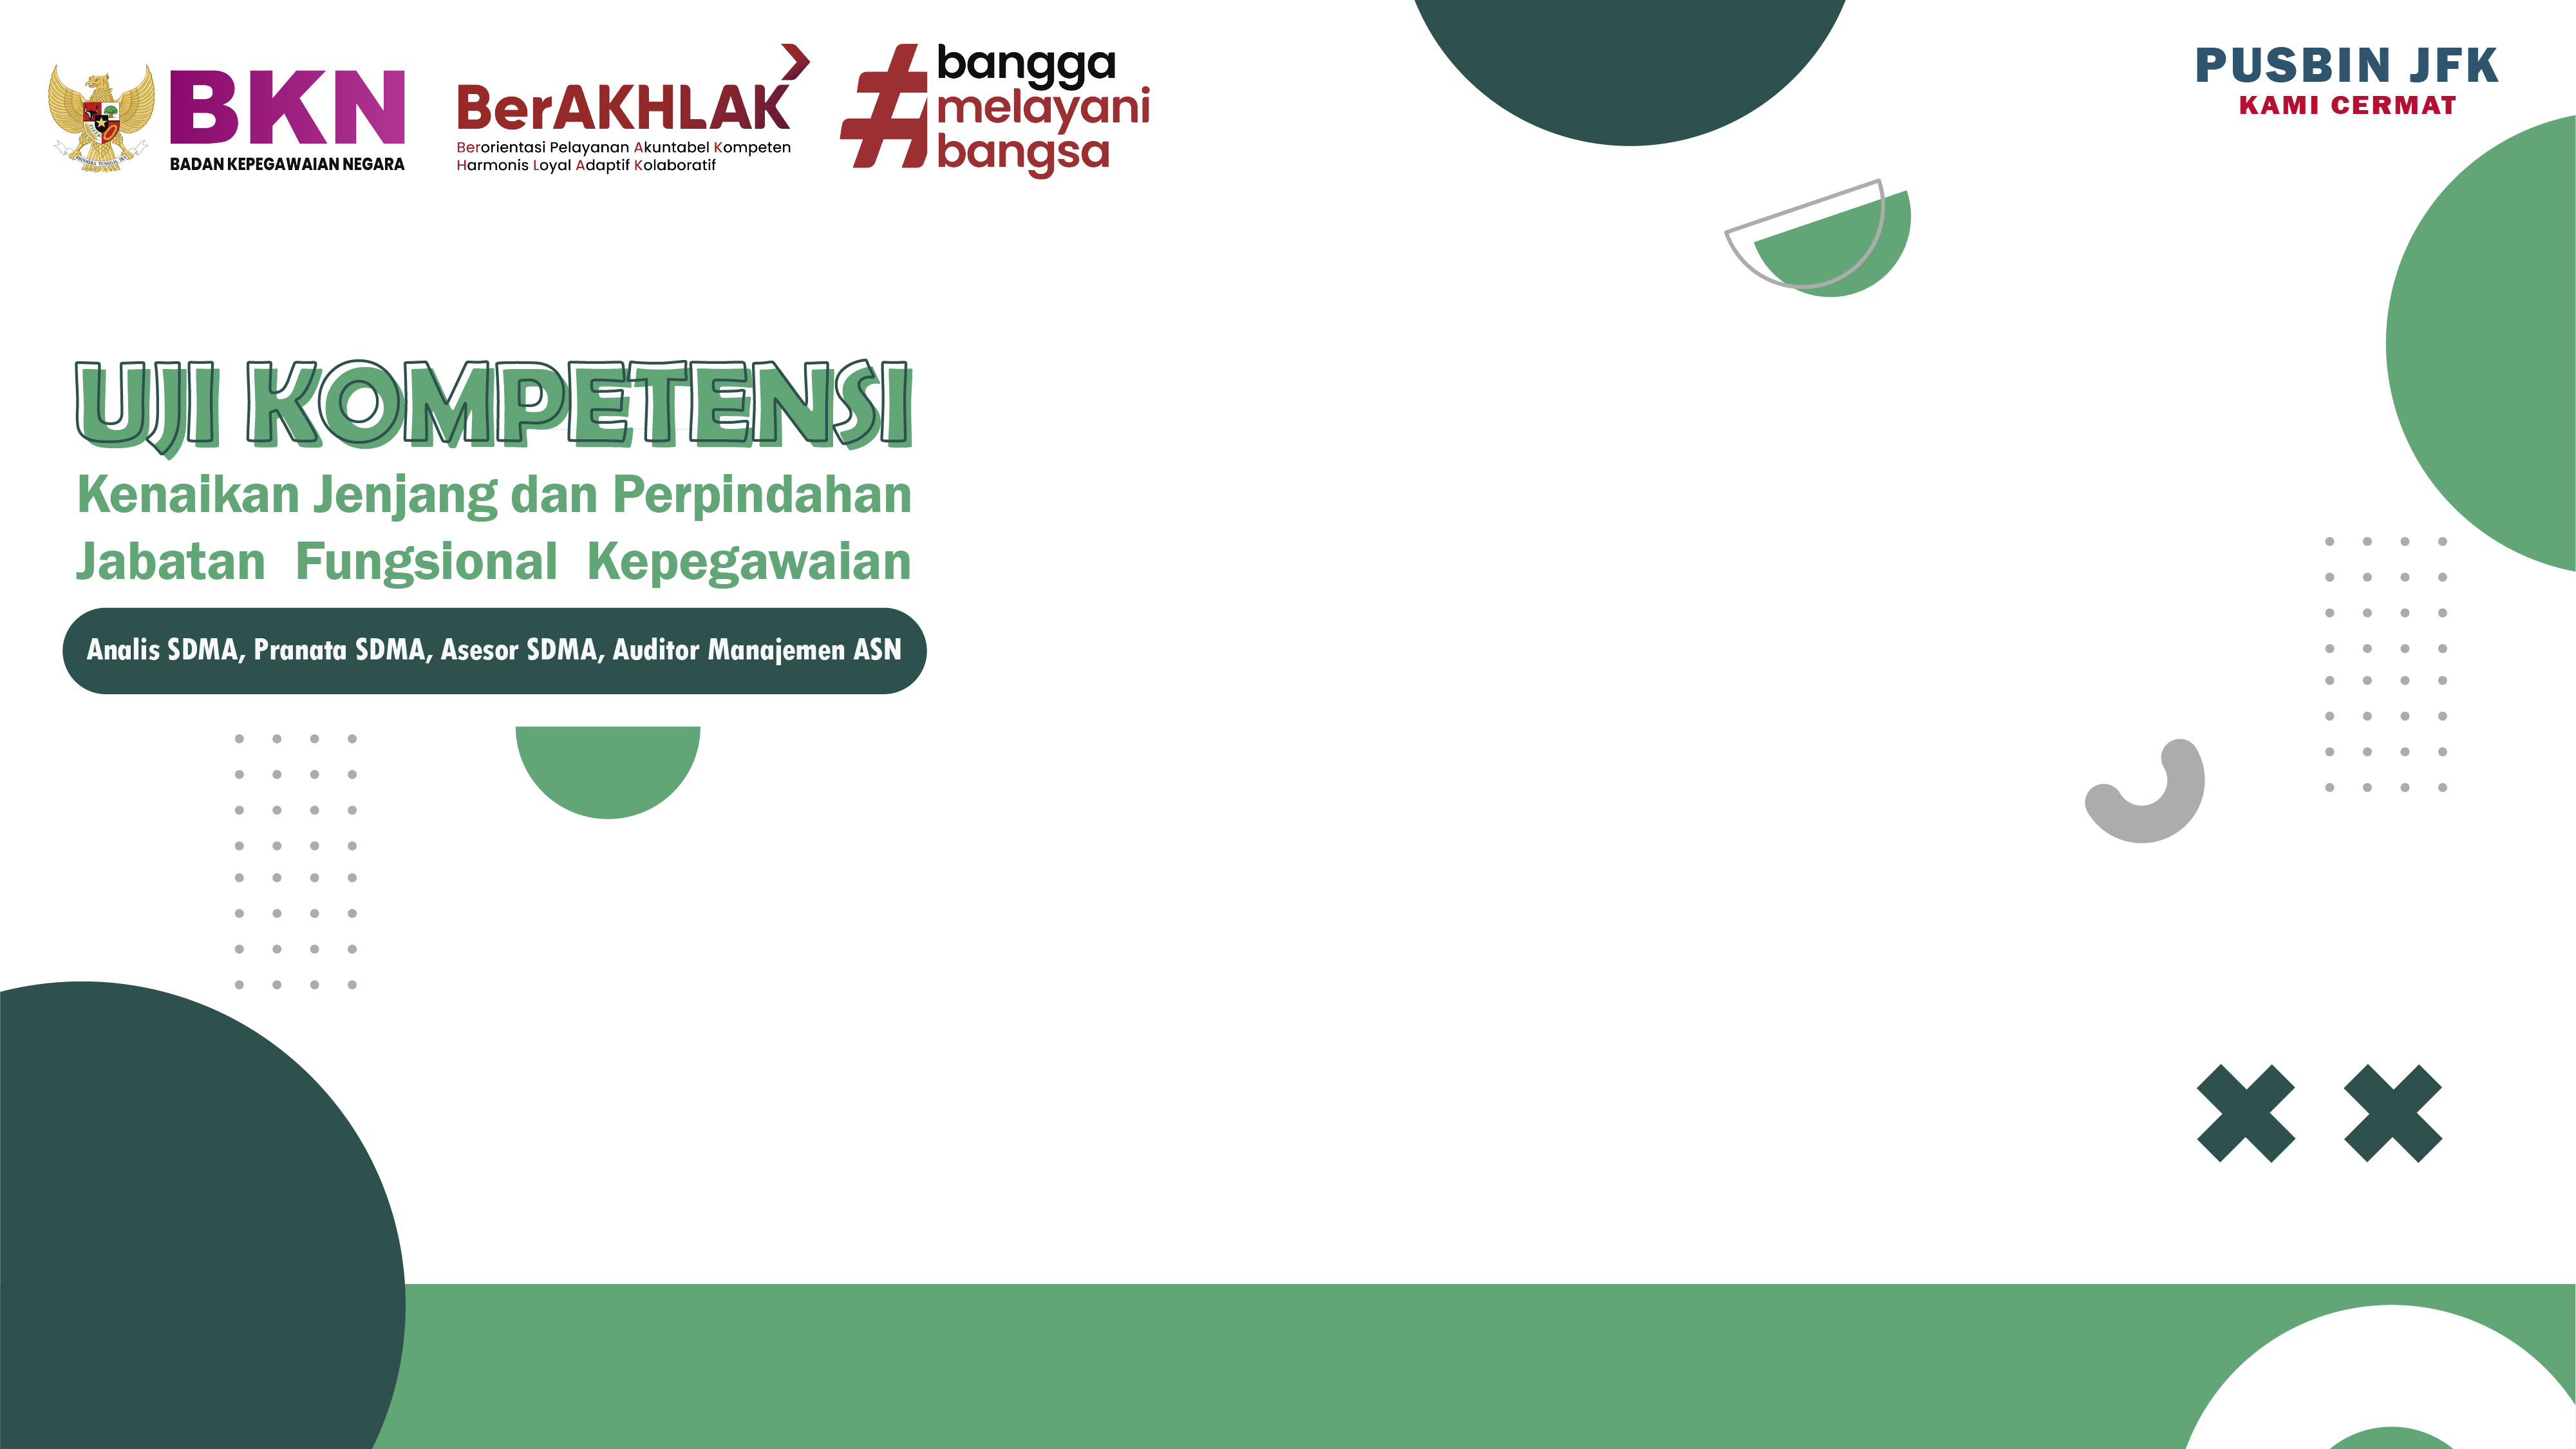 BKN
BADAN KEPEGAWAIAN NEGARA
BerAKHLAK
Berorientasi Pelayanan Akuntabel Kompeten
Harmonis Loyal Adaptif Kolaboratif
#
bangga
melayani
bangsa
PUSBIN JFK
KAMI CERMAT
UJI KOMPETENSI
Kenaikan Jenjang dan Perpindahan
Jabatan Fungsional Kepegawaian
Analis SDMA, Pranata SDMA, Asesor SDMA, Auditor Manajemen ASN